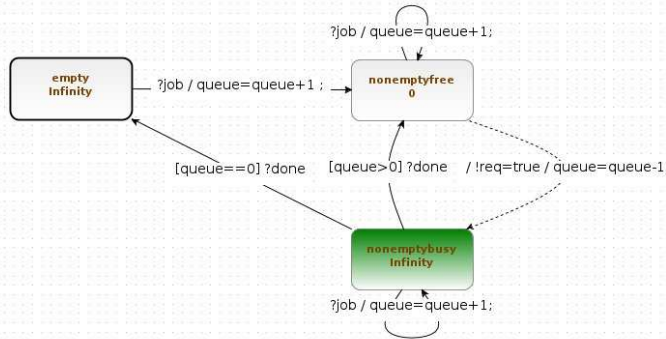 ?job / queue=queue+1;
empty
Infinity
?job / queue=queue+1 ;
nonemptyfree
0
[queue==0] ?done
[queue>0] ?done
/ !req=true / queue=queue-1
nonemptybusy
Infinity
?job / queue=queue+1;